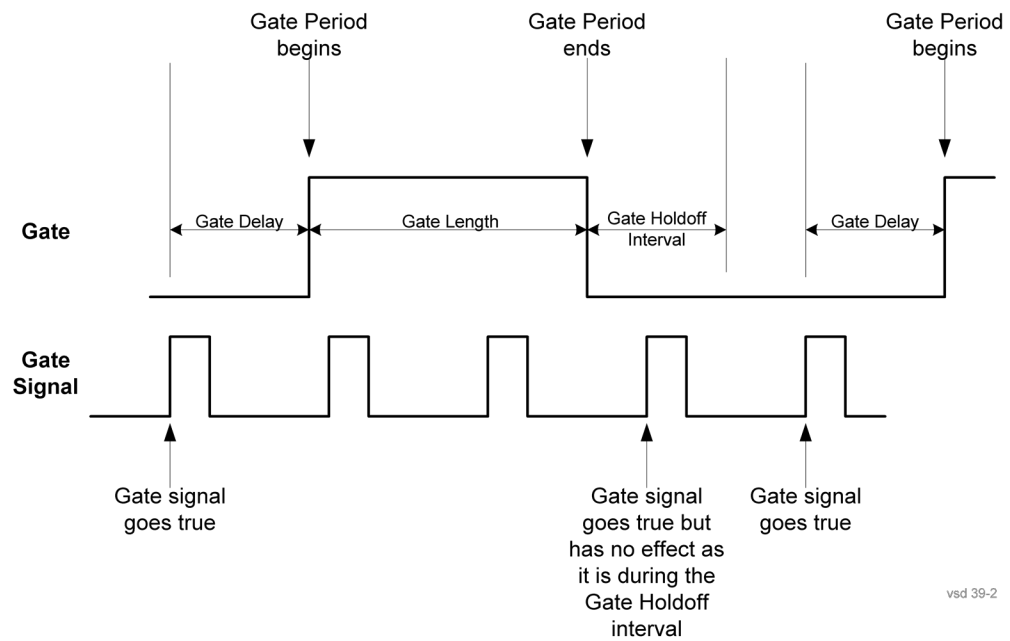 Gate Period
begins
Gate Period
ends
Gate Period
begins
Gate
Gate Delay
Gate Length
Gate Holdoff
Interval
Gate Delay
Gate
Signal
Gate signal
goes true
Gate signal
goes true but
has no effect as
it is during the
Gate Holdoff
interval
Gate signal
goes true
vsd 39-2